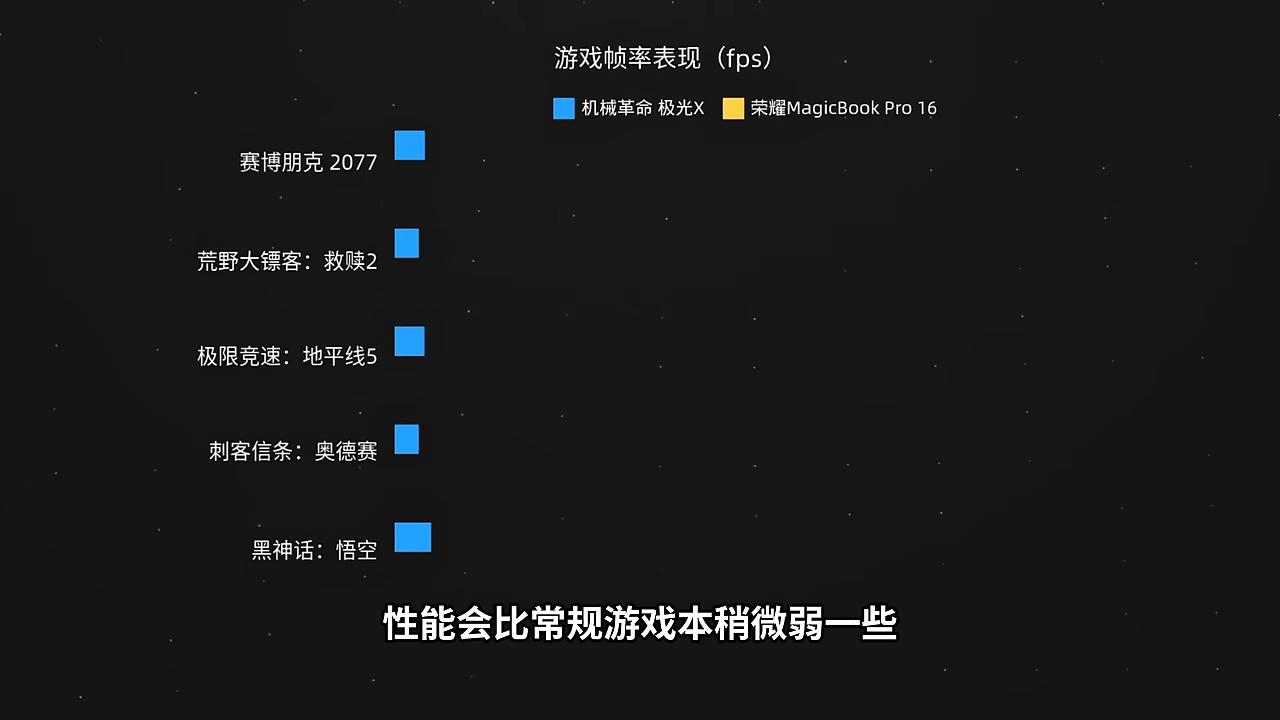 游戏帧率表现（fps）
机械革命 极光X 荣耀MagicBook Pro 16
赛博朋克 2077
荒野大镖客：救赎2
极限竞速：地平线5
刺客信条：奥德赛
黑神话：悟空
性能会比常规游戏本稍微弱一些